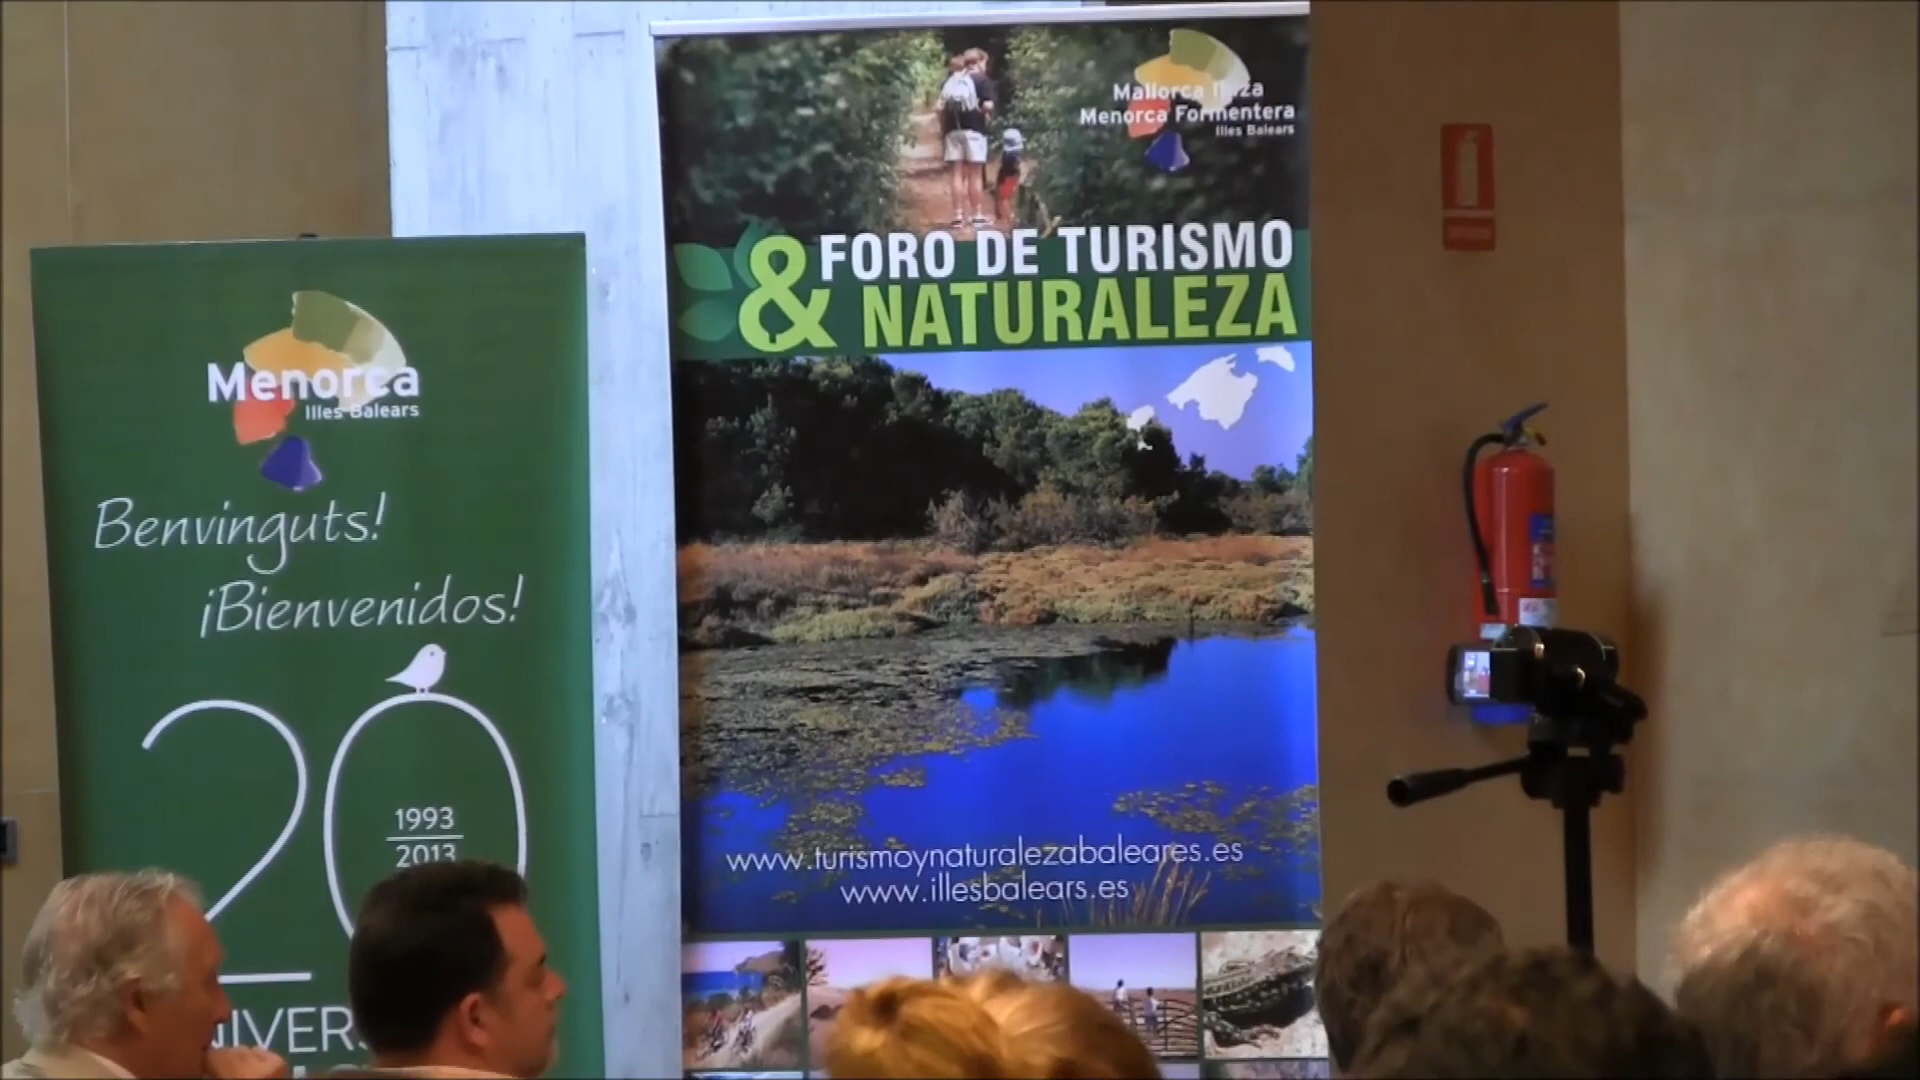 Menorca
Illes Balears
Benvinguts!
¡Bienvenidos!
20
1993
2013
Mallorca
Menorca Formentera
Illes Balears
FORO DE TURISMO
& NATURALEZA
www.turismoynaturalezabaleares.es
www.illesbalears.es